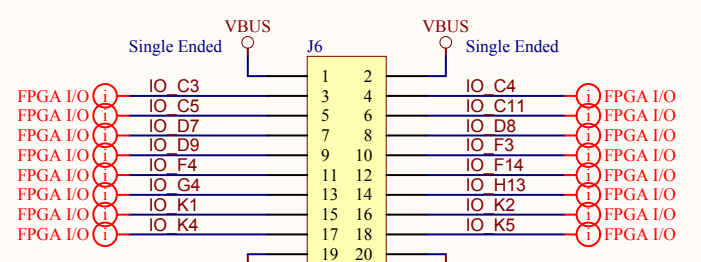 VBUS VBUS
Single Ended J6 Single Ended
1 2
FPGA I/O i IO_C3 3 4 IO_C4 i FPGA I/O
FPGA I/O i IO_C5 5 6 IO_C11 i FPGA I/O
FPGA I/O i IO_D7 7 8 IO_D8 i FPGA I/O
FPGA I/O i IO_D9 9 10 IO_F3 i FPGA I/O
FPGA I/O i IO_F4 11 12 IO_F14 i FPGA I/O
FPGA I/O i IO_G4 13 14 IO_H13 i FPGA I/O
FPGA I/O i IO_K1 15 16 IO_K2 i FPGA I/O
FPGA I/O i IO_K4 17 18 IO_K5 i FPGA I/O
19 20